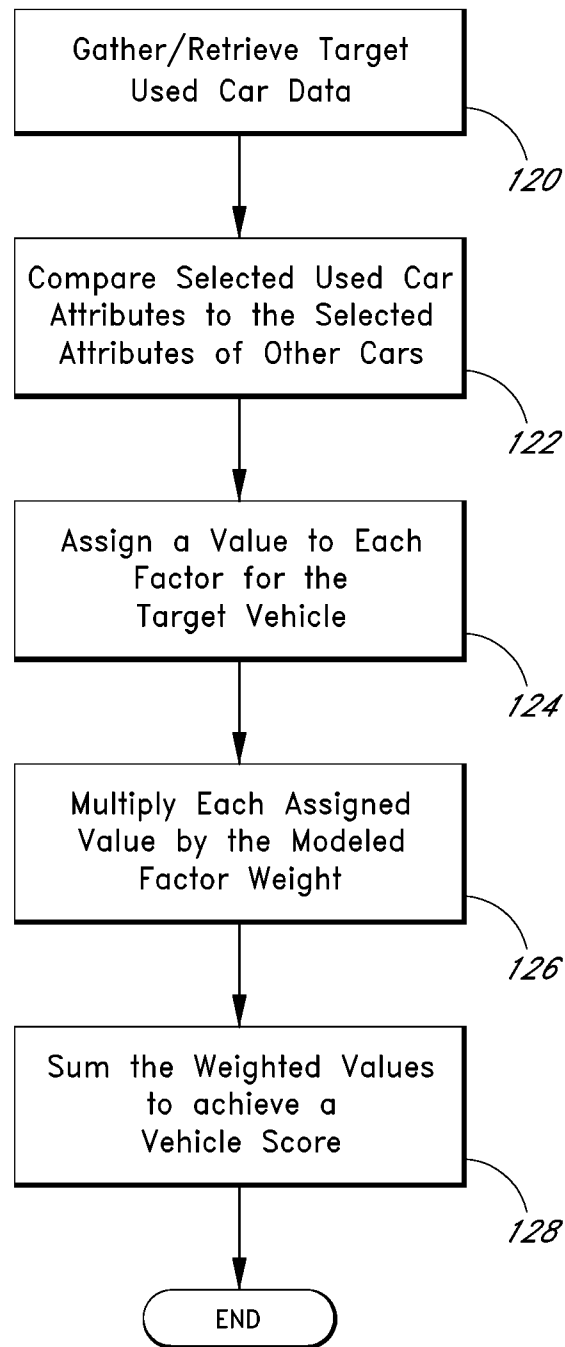 Gather/Retrieve Target
Used Car Data
120
Compare Selected Used Car
Attributes to the Selected
Attributes of Other Cars
122
Assign a Value to Each
Factor for the
Target Vehicle
124
Multiply Each Assigned
Value by the Modeled
Factor Weight
126
Sum the Weighted Values
to achieve a
Vehicle Score
128
END